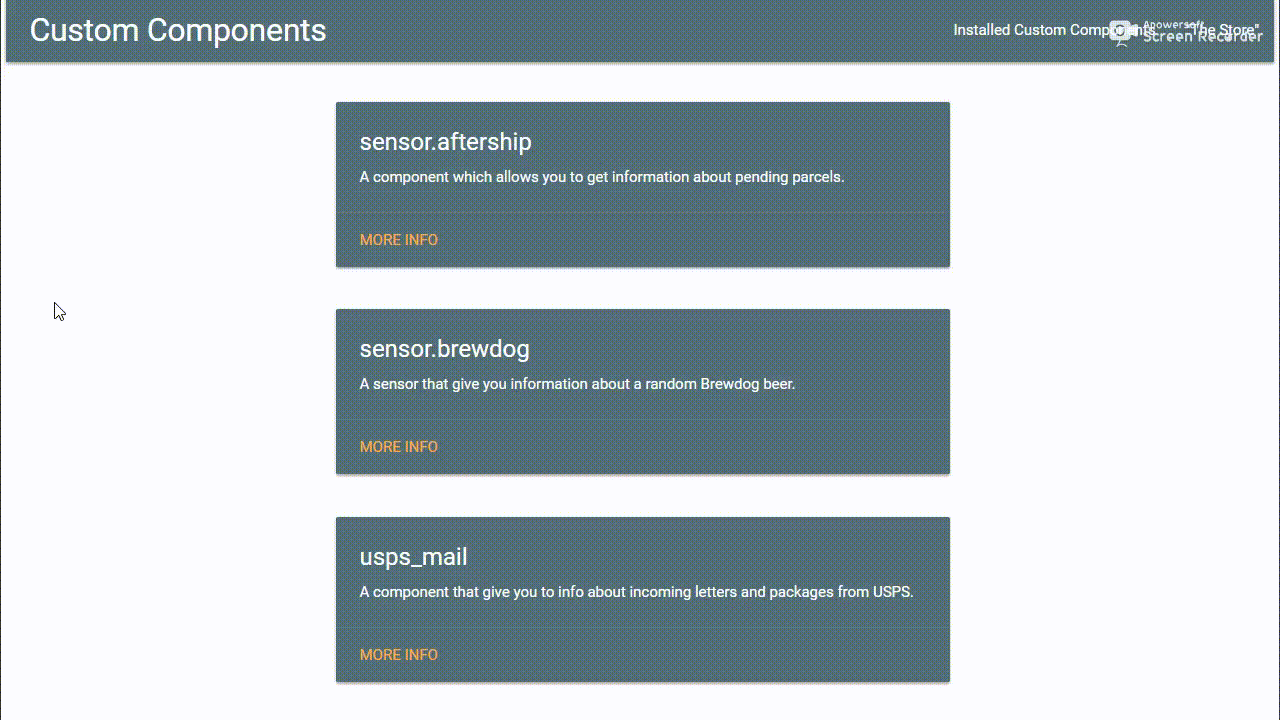 Custom Components
Installed Custom Components "The Store"
Apowersoft
Screen Recorder
sensor.aftership
A component which allows you to get information about pending parcels.
MORE INFO
sensor.brewdog
A sensor that give you information about a random Brewdog beer.
MORE INFO
usps_mail
A component that give you to info about incoming letters and packages from USPS.
MORE INFO